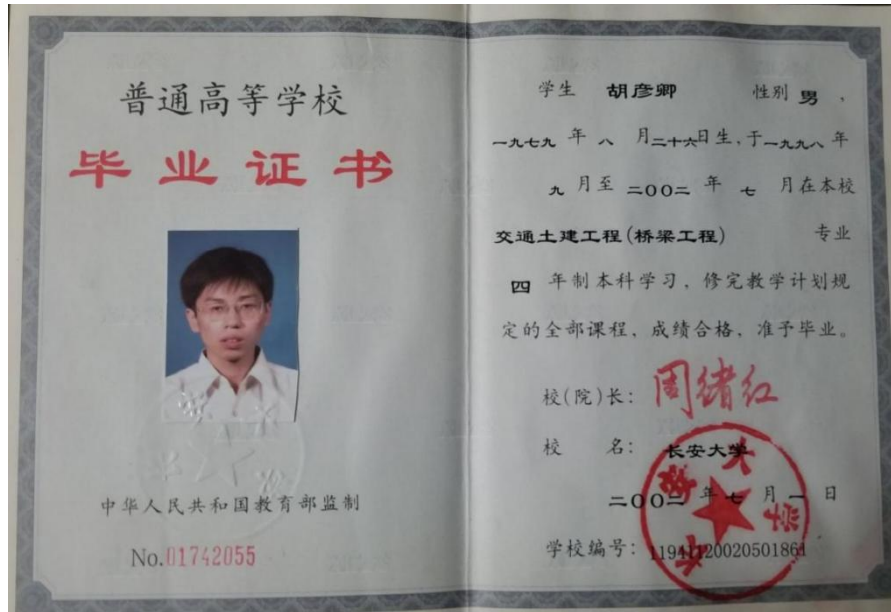 普通高等学校
毕业证书
中华人民共和国教育部监制
No.01742055
学生 胡彦卿 性别 男，
一九七九 年 八 月二十六日生，于一九九八年
九 月至 二〇〇二 年 七 月在本校
交通土建工程(桥梁工程) 专业
四 年制本科学习，修完教学计划规
定的全部课程，成绩合格，准予毕业。
校(院)长： 周绪红
校 名： 长安大学
二〇〇二 年 七 月 一 日
学校编号：11941120020501861